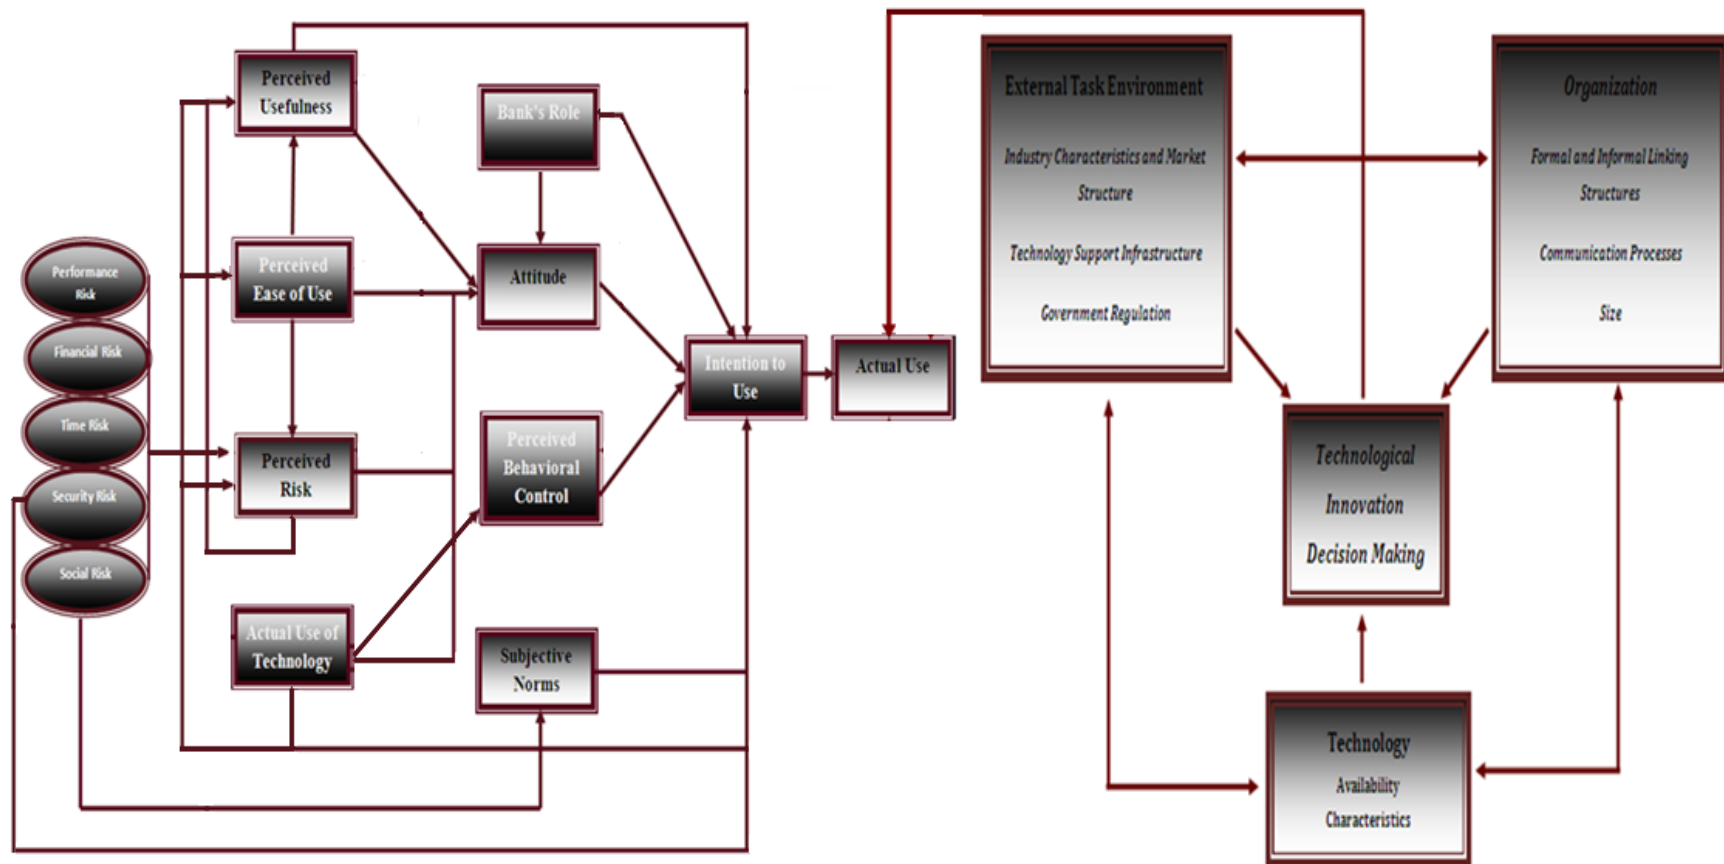 Perceived
Usefulness
Bank's Role
Performance
Risk
Financial Risk
Time Risk
Security Risk
Social Risk
Perceived
Ease of Use
Attitude
Perceived
Risk
Perceived
Behavioral
Control
Actual Use of
Technology
Subjective
Norms
Intention to
Use
Actual Use
External Task Environment
Industry Characteristics and Market
Structure
Technology Support Infrastructure
Government Regulation
Organization
Formal and Informal Linking
Structures
Communication Processes
Size
Technological
Innovation
Decision Making
Technology
Availability
Characteristics